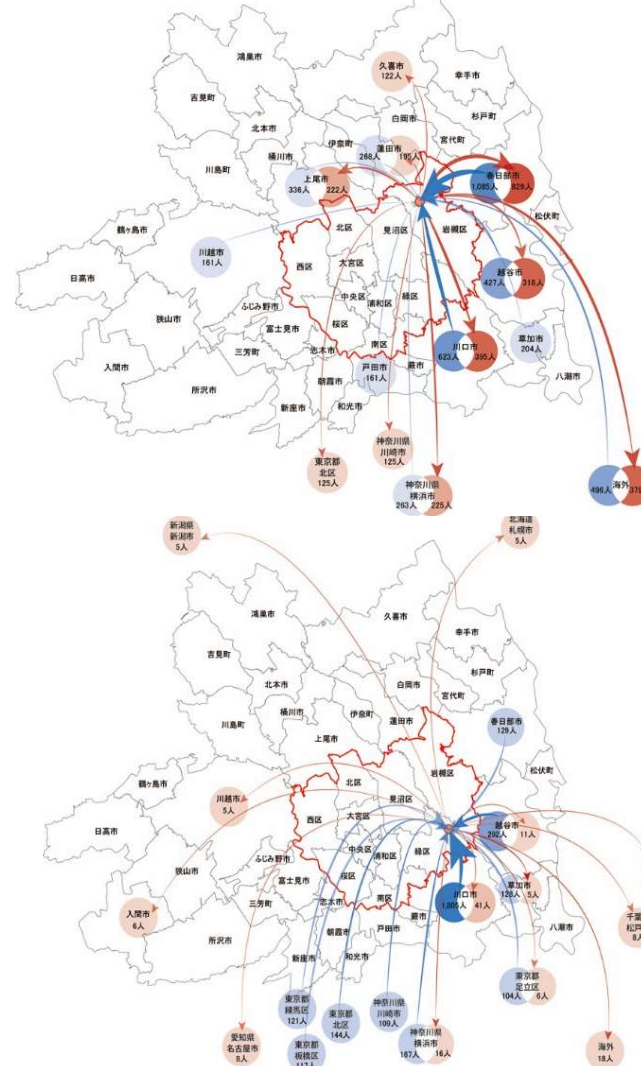 鴻巣市
久喜市
122人
幸手市
吉見町
杉戸町
北本市
白岡市
伊奈町
宮代町
268人
蓮田市
195人
桶川市
川島町
上尾市
336人
222人
春日部市
1,085人
829人
松伏町
北区
見沼区
岩槻区
鶴ヶ島市
川越市
161人
西区
大宮区
日高市
越谷市
427人
318人
中央区
浦和区
緑区
狭山市
ふじみ野市
桜区
富士見市
川口市
623人
395人
草加市
204人
三芳町
志木市
南区
入間市
戸田市
161人
蕨市
八潮市
所沢市
朝霞市
新座市
和光市
神奈川県
川崎市
125人
東京都
北区
125人
神奈川県
横浜市
263人
225人
496人
海外
379
新潟県
新潟市
5人
北海道
札幌市
5人
鴻巣市
久喜市
幸手市
吉見町
杉戸町
北本市
白岡市
宮代町
桶川市
伊奈町
蓮田市
川島町
上尾市
春日部市
129人
岩槻区
松伏町
鶴ヶ島市
北区
見沼区
川越市
5人
西区
大宮区
越谷市
292人
11人
日高市
中央区
浦和区
緑区
ふじみ野市
狭山市
桜区
富士見市
川口市
41人
草加市
128人
5人
三芳町
志木市
南区
入間市
6人
蕨市
戸田市
八潮市
千葉
松戸
8人
所沢市
朝霞市
新座市
和光市
東京都
足立区
104人
6人
東京都
練馬区
121人
東京都
北区
144人
神奈川県
川崎市
109人
愛知県
名古屋市
8人
東京都
板橋区
神奈川県
横浜市
167人
16人
海外
18人